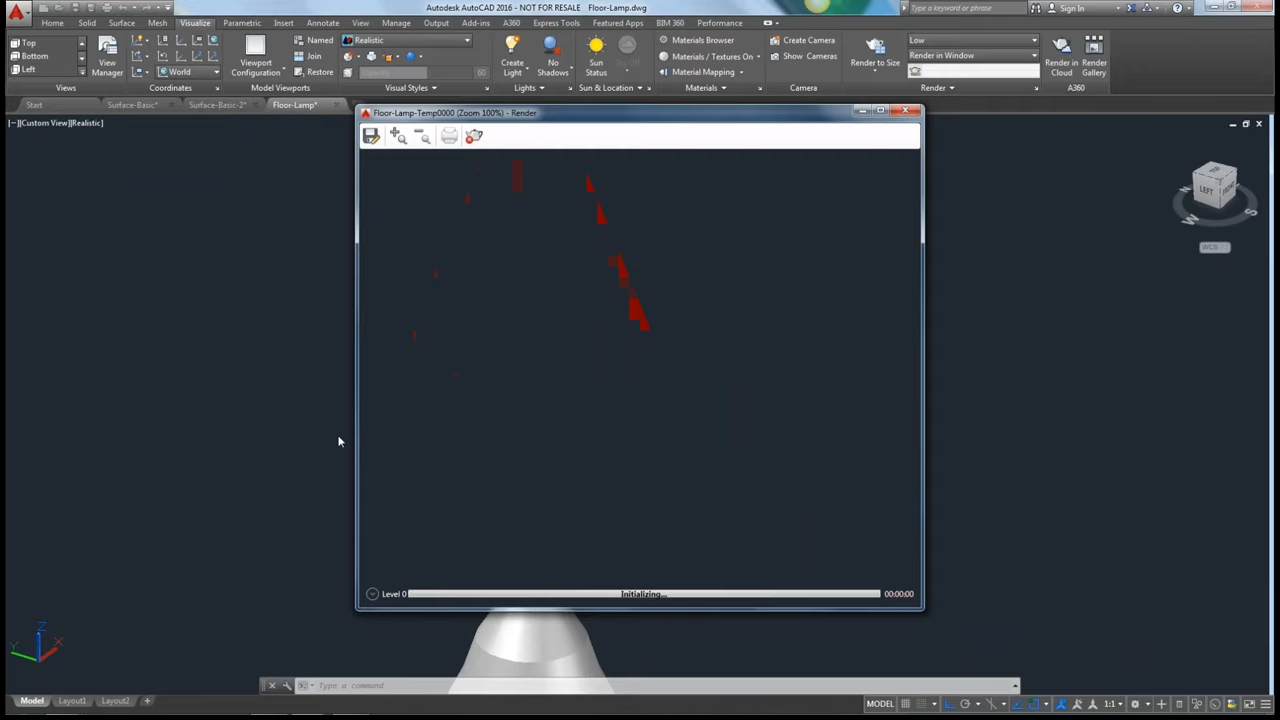 Autodesk AutoCAD 2016 - NOT FOR RESALE Floor-Lamp.dwg
Type a keyword or phrase
Sign In
Home Solid Surface Mesh Visualize Parametric Insert Annotate View Manage Output Add-ins A360 Express Tools Featured Apps BIM 360 Performance
Top
Bottom
Left
View Manager
World
Viewport Configuration
Named
Join
Restore
Realistic
Opacity 60
Create Light
No Shadows
Sun Status
Materials Browser
Materials / Textures On
Material Mapping
Create Camera
Show Cameras
Render to Size
Low
Render in Window
Render in Cloud
Render Gallery
Views Coordinates Model Viewports Visual Styles Lights Sun & Location Materials Camera Render A360
Start Surface-Basic* Surface-Basic-2* Floor-Lamp*
[−][Custom View][Realistic]
Floor-Lamp-Temp0000 (Zoom 100%) - Render
TOP
LEFT
FRONT
W
S
WCS
Level 0
Initializing...
00:00:00
Z
Y
X
Type a command
Model Layout1 Layout2 +
MODEL
1:1